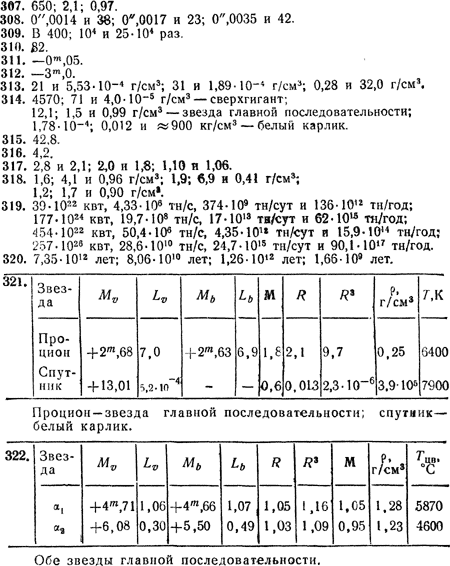 307. 650; 2,1; 0,97.
308. 0″,0014 и 38; 0″,0017 и 23; 0″,0035 и 42.
309. В 400; 10⁴ и 25·10⁴ раз.
310. 82.
311. —0ᵐ,05.
312. —3ᵐ,0.
313. 21 и 5,53·10⁻⁴ г/см³; 31 и 1,89·10⁻⁴ г/см³; 0,28 и 32,0 г/см³.
314. 4570; 71 и 4,0·10⁻⁵ г/см³ — сверхгигант;
12,1; 1,5 и 0,99 г/см³ — звезда главной последовательности;
1,78·10⁻⁴; 0,012 и ≈900 кг/см³ — белый карлик.
315. 42,8.
316. 4,2.
317. 2,8 и 2,1; 2,0 и 1,8; 1,10 и 1,06.
318. 1,6; 4,1 и 0,96 г/см³; 1,9; 6,9 и 0,41 г/см³;
1,2; 1,7 и 0,90 г/см³.
319. 39·10²² квт, 4,33·10⁶ тн/с, 374·10⁹ тн/сут и 136·10¹² тн/год;
177·10²⁴ квт, 19,7·10⁸ тн/с, 17·10¹³ тн/сут и 62·10¹⁵ тн/год;
454·10²² квт, 50,4·10⁶ тн/с, 4,35·10¹² тн/сут и 15,9·10¹⁴ тн/год;
257·10²⁶ квт, 28,6·10¹⁰ тн/с, 24,7·10¹⁵ тн/сут и 90,1·10¹⁷ тн/год.
320. 7,35·10¹² лет; 8,06·10¹⁰ лет; 1,26·10¹² лет; 1,66·10⁹ лет.
321. Звез- Mᵥ Lᵥ M_b L_b M R R³ ρ, T,К
да г/см³
Про-
цион +2ᵐ,68 7,0 +2ᵐ,63 6,9 1,8 2,1 9,7 0,25 6400
Спут-
ник +13,01 5,2·10⁻⁴ — — 0,6 0,013 2,3·10⁻⁶ 3,9·10⁵ 7900
Процион—звезда главной последовательности; спутник—
белый карлик.
322. Звез- Mᵥ Lᵥ M_b L_b R R³ M ρ, T_цв,
да г/см³ °C
α₁ +4ᵐ,71 1,06 +4ᵐ,66 1,07 1,05 1,16 1,05 1,28 5870
α₂ +6,08 0,30 +5,50 0,49 1,03 1,09 0,95 1,23 4600
Обе звезды главной последовательности.